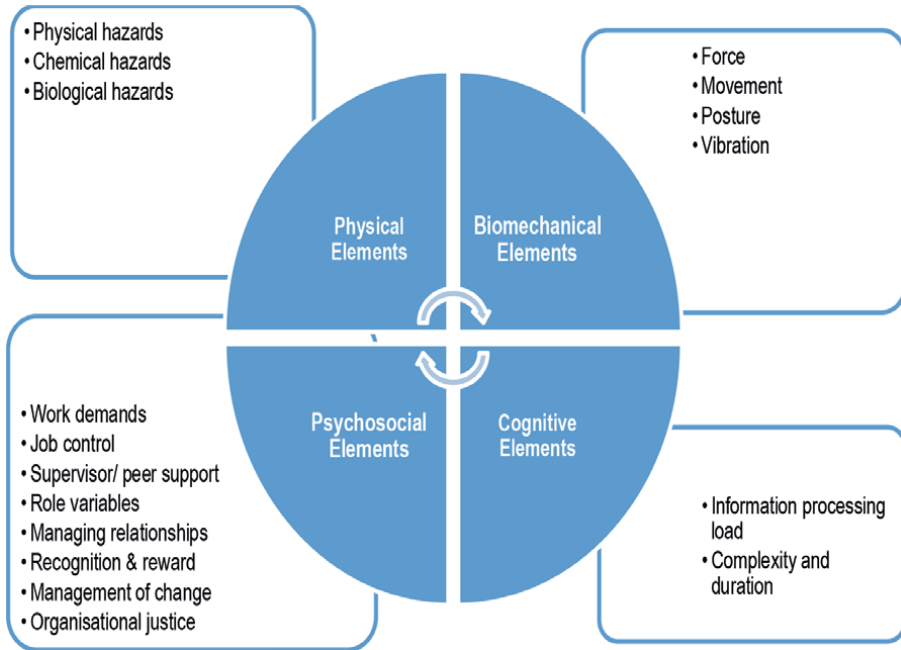 • Physical hazards
• Chemical hazards
• Biological hazards
• Force
• Movement
• Posture
• Vibration
Physical
Elements
Biomechanical
Elements
Psychosocial
Elements
Cognitive
Elements
• Work demands
• Job control
• Supervisor/ peer support
• Role variables
• Managing relationships
• Recognition & reward
• Management of change
• Organisational justice
• Information processing
load
• Complexity and
duration